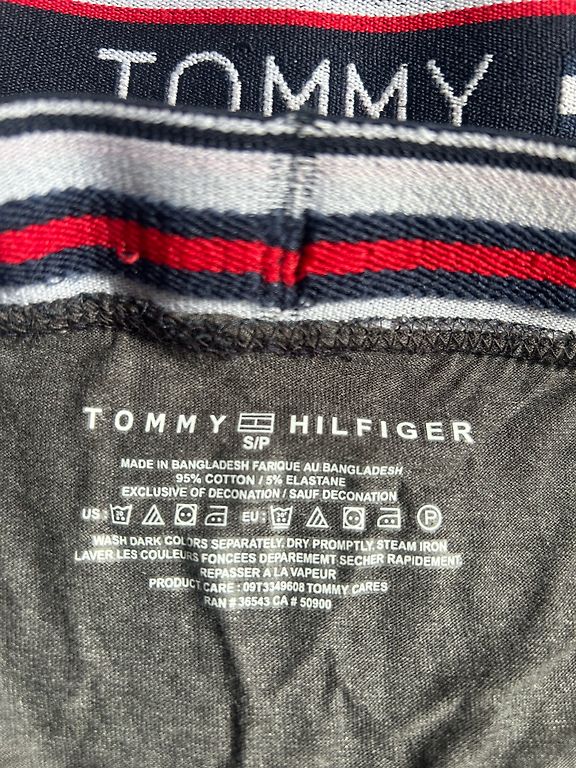 TOMMY
TOMMY HILFIGER
S/P
MADE IN BANGLADESH FARIQUE AU BANGLADESH
95% COTTON / 5% ELASTANE
EXCLUSIVE OF DECONATION / SAUF DECONATION
US : EU :
WASH DARK COLORS SEPARATELY. DRY PROMPTLY. STEAM IRON
LAVER LES COULEURS FONCEES DEPAREMENT SECHER RAPIDEMENT.
REPASSER A LA VAPEUR
PRODUCT CARE : 09T3349608 TOMMY CARES
RAN # 36543 CA # 50900